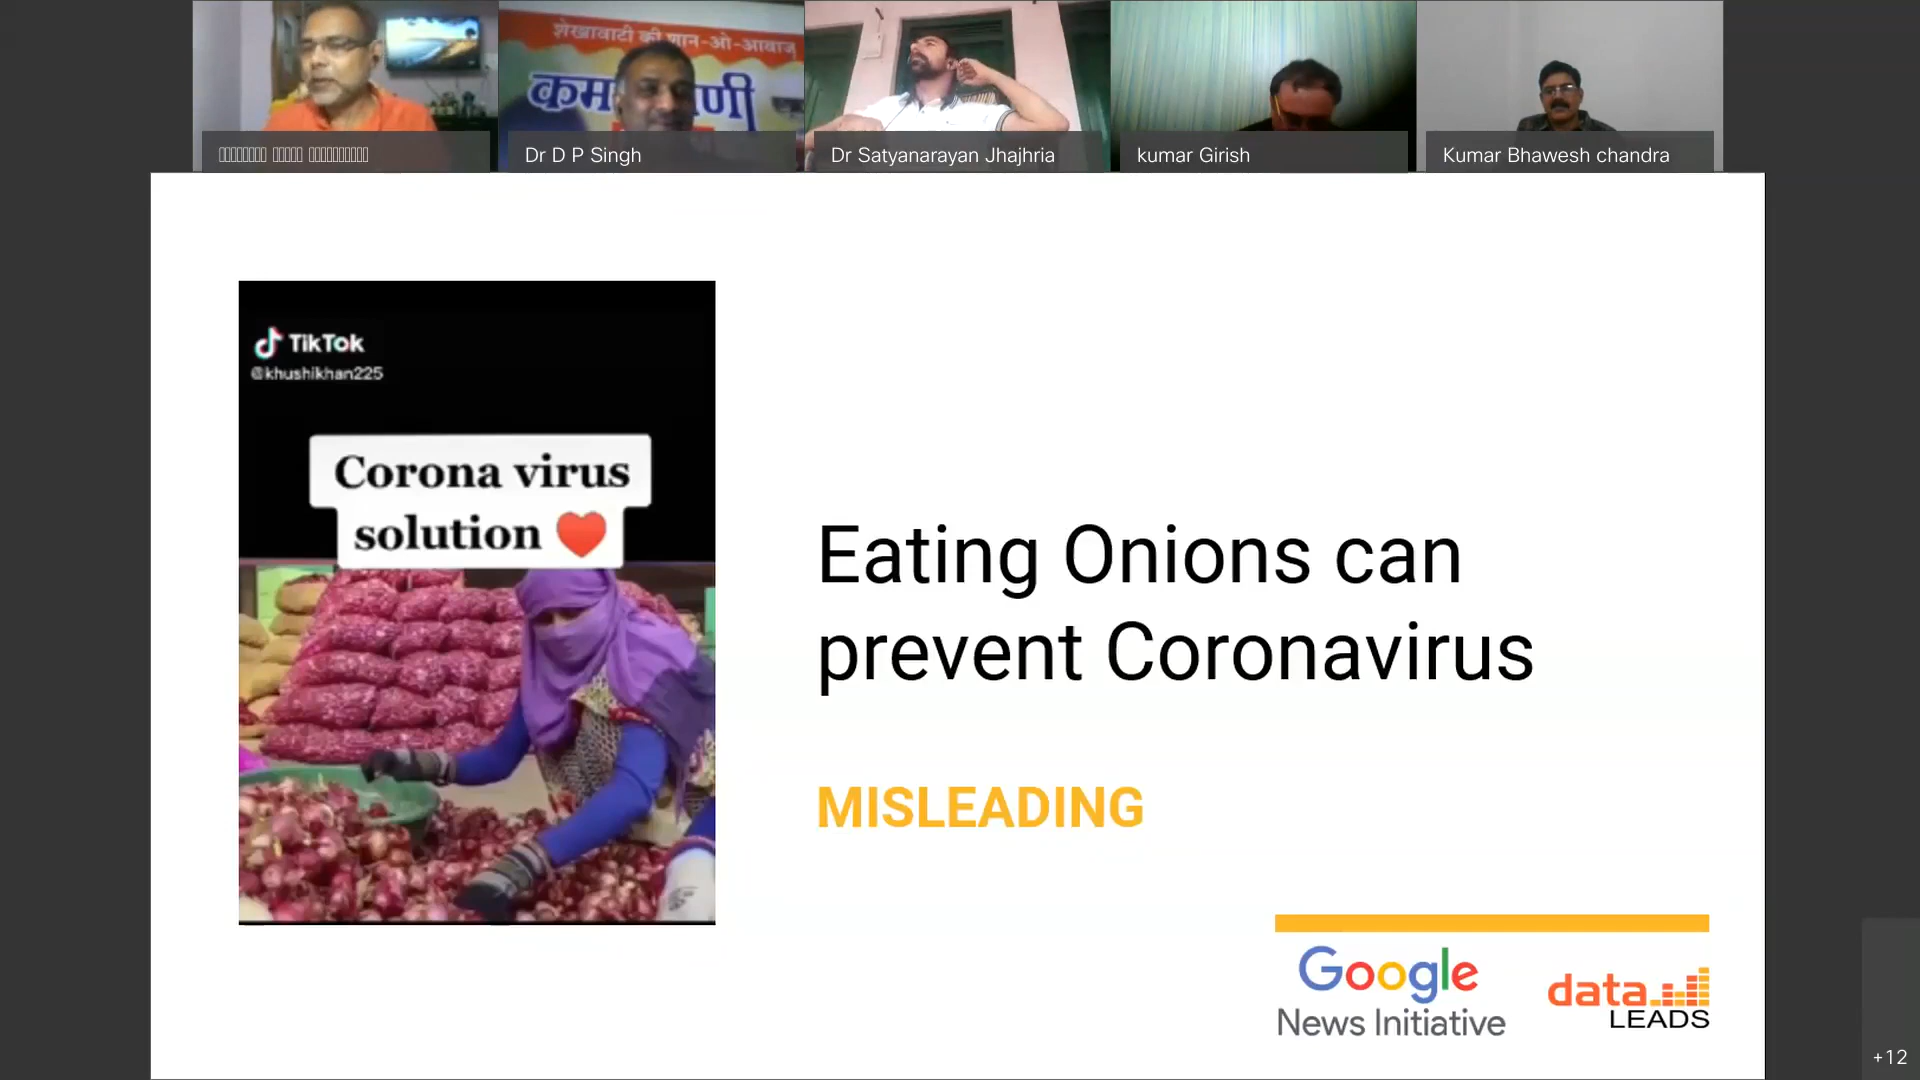 शेखावाटी की शान-ओ-आवाज़
Dr D P Singh
Dr Satyanarayan Jhajhria
kumar Girish
Kumar Bhawesh chandra
TikTok
@khushikhan225
Corona virus
solution ❤️
Eating Onions can
prevent Coronavirus
MISLEADING
Google
News Initiative
data
LEADS
+12